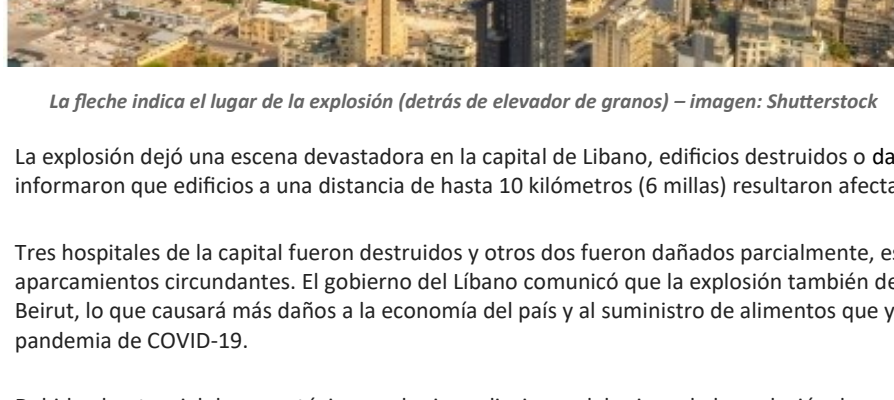 La fleche indica el lugar de la explosión (detrás de elevador de granos) – imagen: Shutterstock
La explosión dejó una escena devastadora en la capital de Libano, edificios destruidos o
informaron que edificios a una distancia de hasta 10 kilómetros (6 millas) resultaron
Tres hospitales de la capital fueron destruidos y otros dos fueron dañados parcialmente,
aparcamientos circundantes. El gobierno del Líbano comunicó que la explosión también
Beirut, lo que causará más daños a la economía del país y al suministro de alimentos que
pandemia de COVID-19.